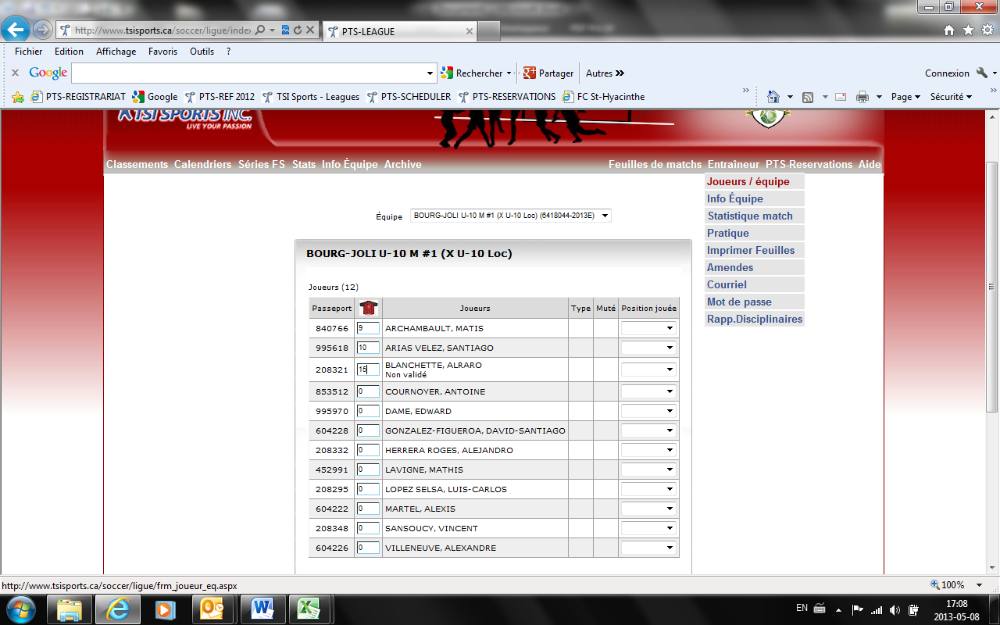 http://www.tsisports.ca/soccer/ligue/index
PTS-LEAGUE
Fichier Edition Affichage Favoris Outils ?
Google Rechercher Partager Autres Connexion
PTS-REGISTRARIAT Google PTS-REF 2012 TSI Sports - Leagues PTS-SCHEDULER PTS-RESERVATIONS FC St-Hyacinthe Page Sécurité
TSI SPORTS INC.
LIVE YOUR PASSION
Classements Calendriers Séries FS Stats Info Équipe Archive Feuilles de matchs Entraîneur PTS-Reservations Aide
Joueurs / équipe
Info Équipe
Statistique match
Pratique
Imprimer Feuilles
Amendes
Courriel
Mot de passe
Rapp.Disciplinaires
Équipe BOURG-JOLI U-10 M #1 (X U-10 Loc) (6418044-2013E)
BOURG-JOLI U-10 M #1 (X U-10 Loc)
Joueurs (12)
Passeport Joueurs Type Muté Position jouée
840766 9 ARCHAMBAULT, MATIS
995618 10 ARIAS VELEZ, SANTIAGO
208321 15 BLANCHETTE, ALRARO
Non validé
853512 0 COURNOYER, ANTOINE
995970 0 DAME, EDWARD
604228 0 GONZALEZ-FIGUEROA, DAVID-SANTIAGO
208332 0 HERRERA ROGES, ALEJANDRO
452991 0 LAVIGNE, MATHIS
208295 0 LOPEZ SELSA, LUIS-CARLOS
604222 0 MARTEL, ALEXIS
208348 0 SANSOUCY, VINCENT
604226 0 VILLENEUVE, ALEXANDRE
http://www.tsisports.ca/soccer/ligue/frm_joueur_eq.aspx
100%
EN 17:08
2013-05-08